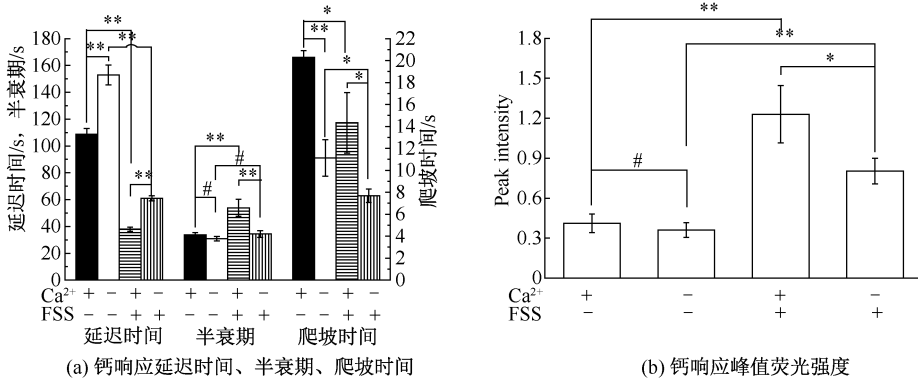 ** * **
** ** ** **
180 22 1.8
160 20 * *
140 18 1.5 *
120 16
100 ** # 14 1.2
80 ** # ** 12 0.9 #
60 10
40 8 0.6
20 6 0.3
0 4 0
2
0
延迟时间/s, 半衰期/s
爬坡时间/s
Peak intensity
Ca²⁺ + − + − + − + − + − + −
FSS − − + + − − + + − − + +
延迟时间 半衰期 爬坡时间
(a) 钙响应延迟时间、半衰期、爬坡时间
Ca²⁺ + − + −
FSS − − + +
(b) 钙响应峰值荧光强度